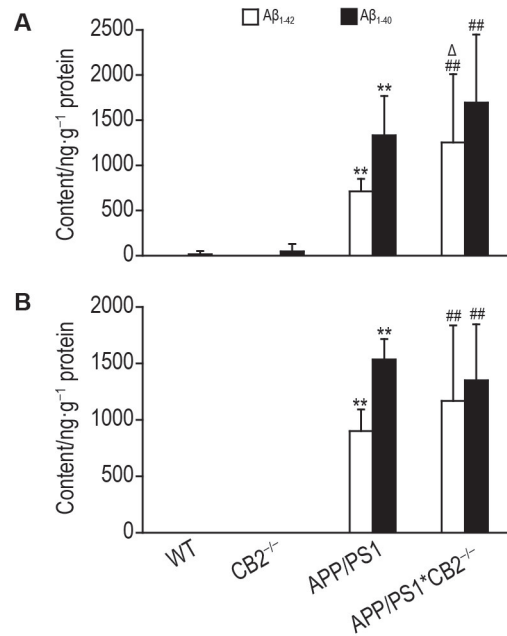 A
Aβ1-42
Aβ1-40
Content/ng·g⁻¹ protein
2500
2000
1500
1000
500
0
**
**
Δ
##
##
B
Content/ng·g⁻¹ protein
2000
1500
1000
500
0
**
**
##
##
WT
CB2⁻/⁻
APP/PS1
APP/PS1*CB2⁻/⁻